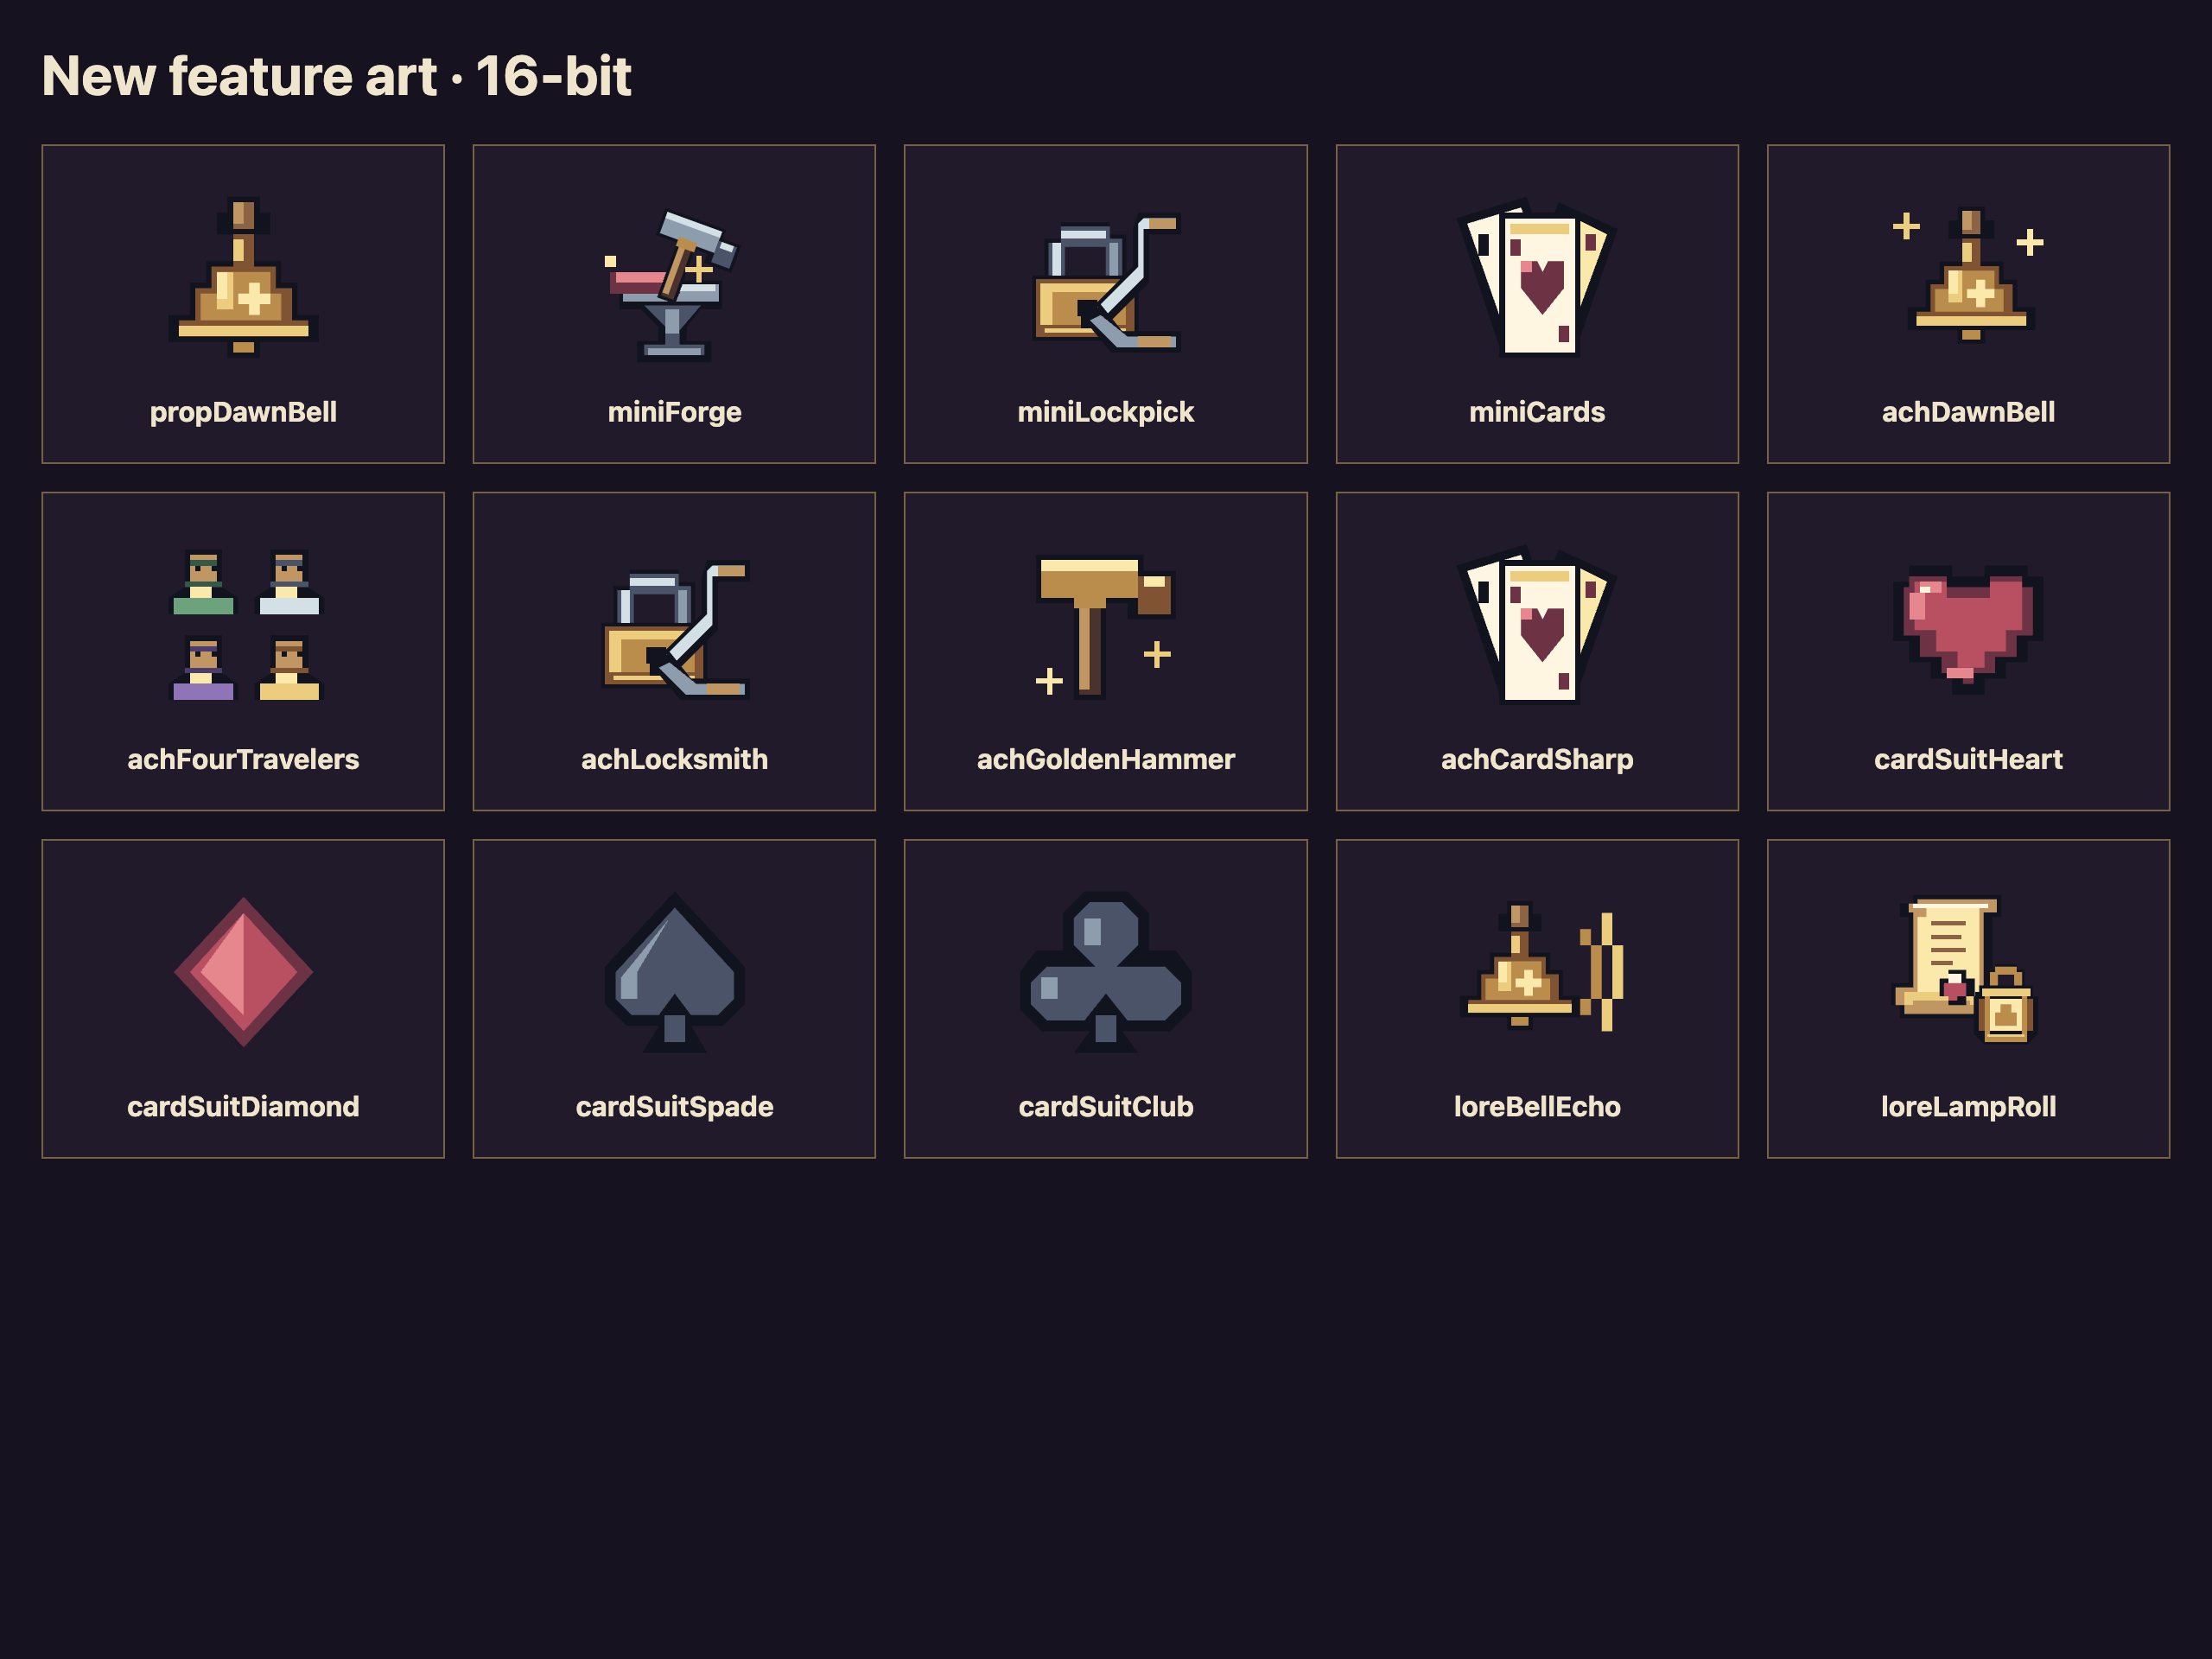 New feature art · 16-bit
propDawnBell
miniForge
miniLockpick
miniCards
achDawnBell
achFourTravelers
achLocksmith
achGoldenHammer
achCardSharp
cardSuitHeart
cardSuitDiamond
cardSuitSpade
cardSuitClub
loreBellEcho
loreLampRoll